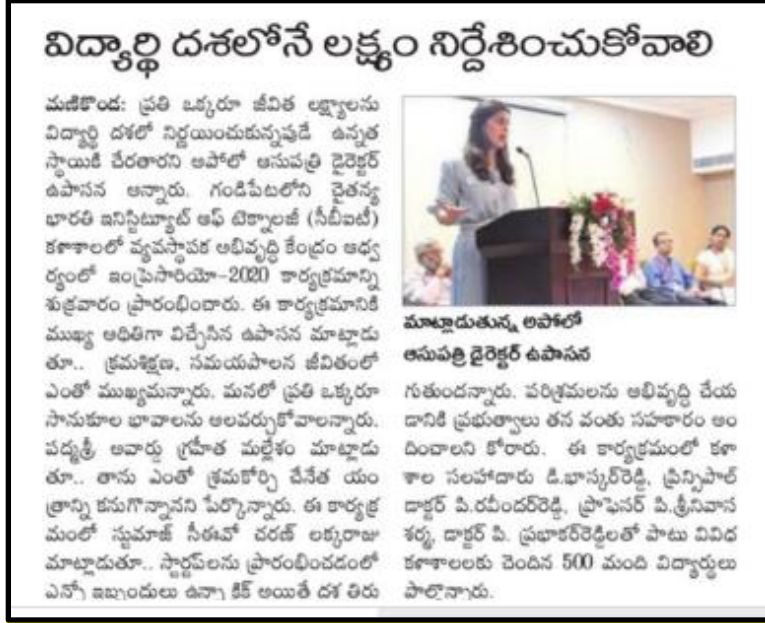 విద్యార్థి దశలోనే లక్ష్యం నిర్దేశించుకోవాలి
మణికొండ: ప్రతి ఒక్కరూ జీవిత లక్ష్యాలను
విద్యార్థి దశలో నిర్ణయించుకున్నపుడే ఉన్నత
స్థాయికి చేరతారని అపోలో ఆసుపత్రి డైరెక్టర్
ఉపాసన అన్నారు. గండిపేటలోని చైతన్య
భారతి ఇనిస్టిట్యూట్ ఆఫ్ టెక్నాలజీ (సీబీఐటీ)
కళాశాలలో వ్యవస్థాపక అభివృద్ధి కేంద్రం ఆధ్వ
ర్యంలో ఇంప్రెసారియో-2020 కార్యక్రమాన్ని
శుక్రవారం ప్రారంభించారు. ఈ కార్యక్రమానికి
ముఖ్య అతిథిగా విచ్చేసిన ఉపాసన మాట్లాడు
తూ.. క్రమశిక్షణ, సమయపాలన జీవితంలో
ఎంతో ముఖ్యమన్నారు. మనలో ప్రతి ఒక్కరూ
సానుకూల భావాలను అలవర్చుకోవాలన్నారు.
పద్మశ్రీ అవార్డు గ్రహీత మల్లేశం మాట్లాడు
తూ.. తాను ఎంతో శ్రమకోర్చి చేనేత యం
త్రాన్ని కనుగొన్నానని పేర్కొన్నారు. ఈ కార్యక్ర
మంలో స్టుమాజ్ సీఈవో చరణ్ లక్కరాజు
మాట్లాడుతూ.. స్టార్టప్‌లను ప్రారంభించడంలో
ఎన్నో ఇబ్బందులు ఉన్నా కిక్ అయితే దశ తిరు
మాట్లాడుతున్న అపోలో
ఆసుపత్రి డైరెక్టర్ ఉపాసన
గుతుందన్నారు. పరిశ్రమలను అభివృద్ధి చేయ
డానికి ప్రభుత్వాలు తన వంతు సహకారం అం
దించాలని కోరారు. ఈ కార్యక్రమంలో కళా
శాల సలహాదారు డి.భాస్కర్‌రెడ్డి, ప్రిన్సిపాల్
డాక్టర్ పి.రవీందర్‌రెడ్డి, ప్రొఫెసర్ పి.శ్రీనివాస
శర్మ, డాక్టర్ పి. ప్రభాకర్‌రెడ్డిలతో పాటు వివిధ
కళాశాలలకు చెందిన 500 మంది విద్యార్థులు
పాల్గొన్నారు.